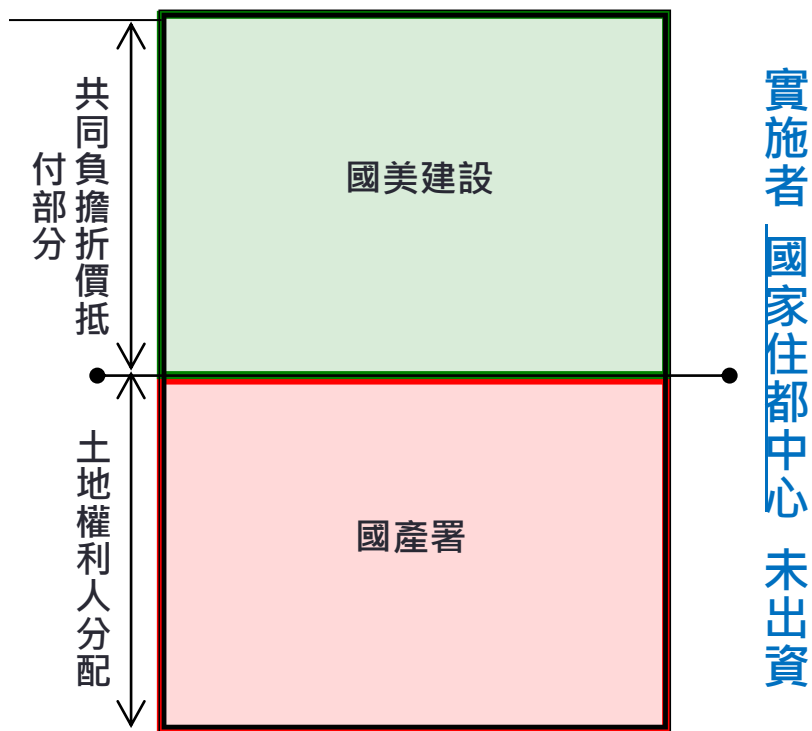 共同負擔折價抵
付部分
國美建設
土地權利人分配
國產署
實施者 國家住都中心 未出資